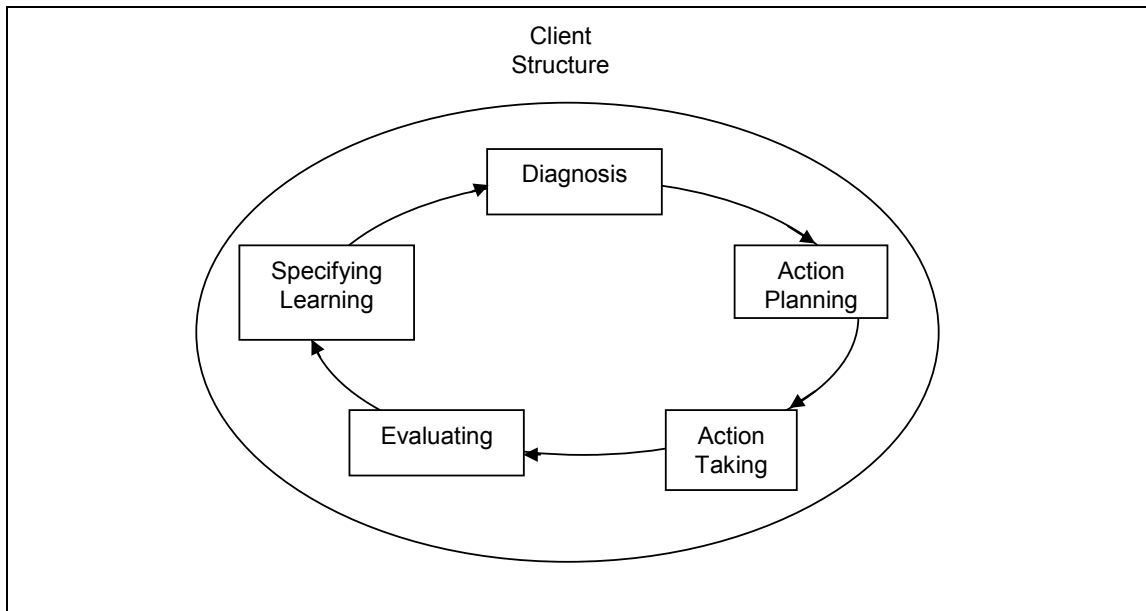 Client
Structure
Diagnosis
Action
Planning
Action
Taking
Evaluating
Specifying
Learning